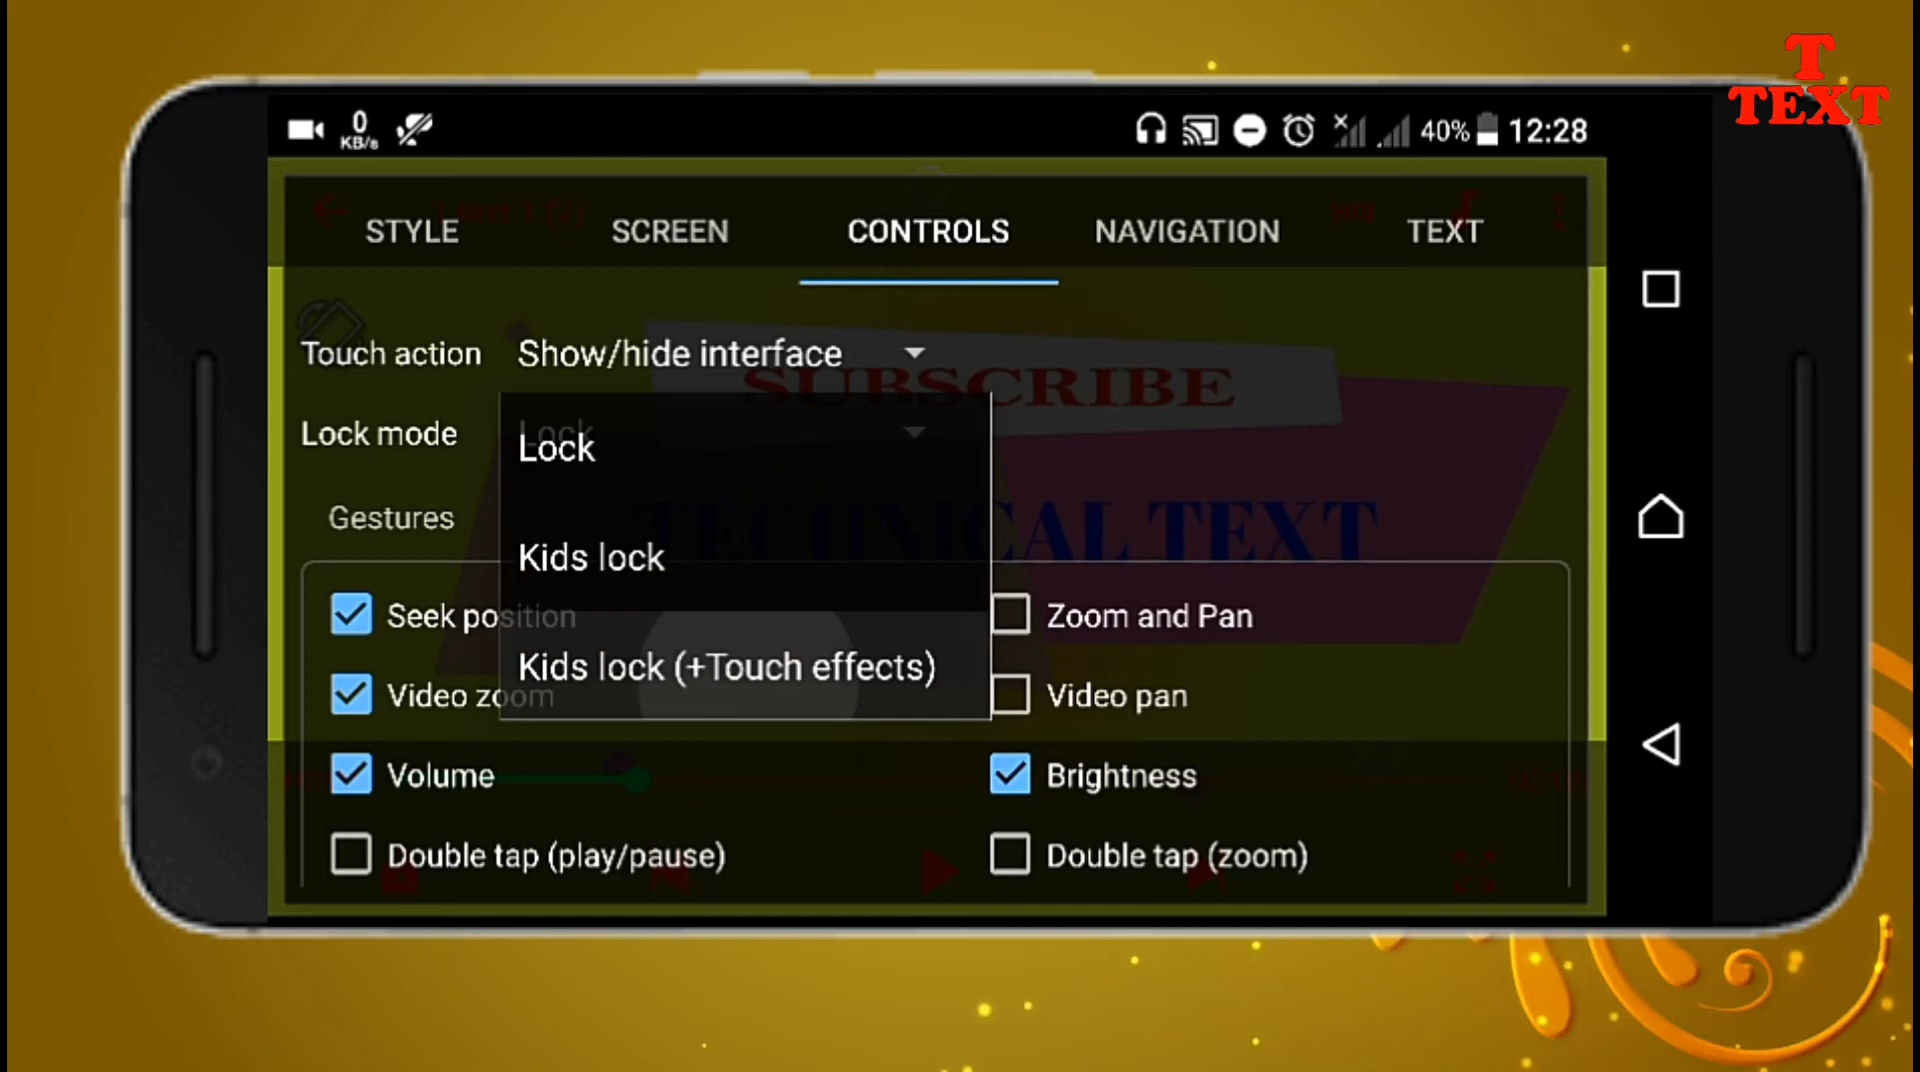 T
TEXT
0
KB/s
40% 12:28
STYLE SCREEN CONTROLS NAVIGATION TEXT
Touch action Show/hide interface
SUBSCRIBE
Lock mode Lock
Lock
Gestures
TECHNICAL TEXT
Kids lock
Seek position Zoom and Pan
Kids lock (+Touch effects)
Video zoom Video pan
Volume Brightness
Double tap (play/pause) Double tap (zoom)